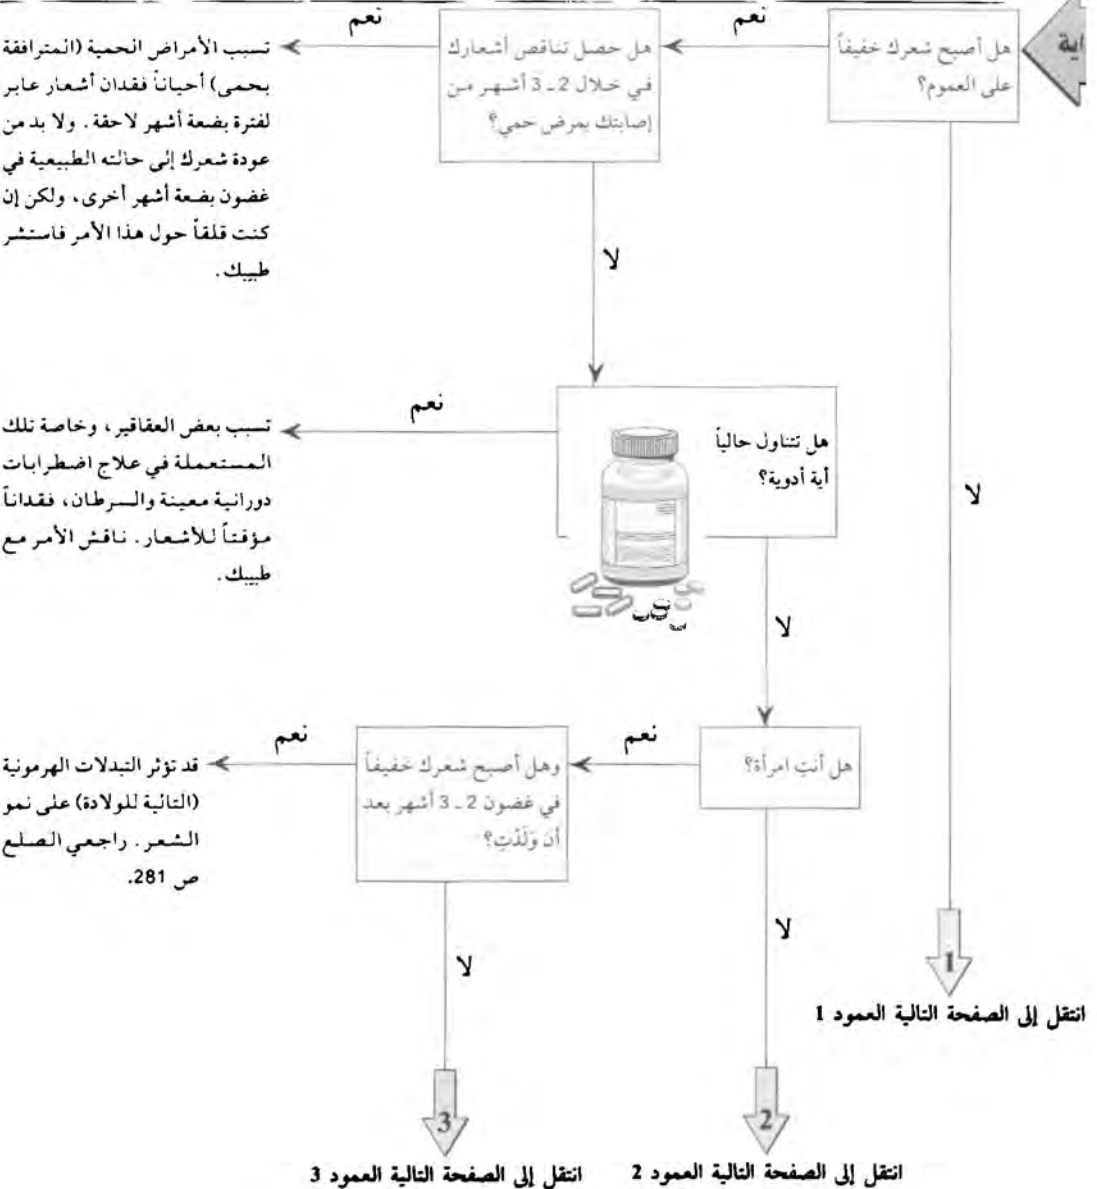 اية
هل أصبح شعرك خفيفاً
على العموم؟
نعم
هل حصل تناقص أشعارك
في خلال 2 ـ 3 أشهر من
إصابتك بمرض حمي؟
نعم
تسبب الأمراض الحمية (المترافقة
بحمى) أحياناً فقدان أشعار عابر
لفترة بضعة أشهر لاحقة. ولا بد من
عودة شعرك إلى حالته الطبيعية في
غضون بضعة أشهر أخرى، ولكن إن
كنت قلقاً حول هذا الأمر فاستشر
طبيبك.
لا
لا
هل تتناول حالياً
أية أدوية؟
نعم
تسبب بعض العقاقير، وخاصة تلك
المستعملة في علاج اضطرابات
دورانية معينة والسرطان، فقداناً
مؤقتاً للأشعار. ناقش الأمر مع
طبيبك.
لا
هل أنتِ امرأة؟
نعم
وهل أصبح شعرك خفيفاً
في غضون 2 ـ 3 أشهر بعد
أن وَلَدْتِ؟
نعم
قد تؤثر التبدلات الهرمونية
(التالية للولادة) على نمو
الشعر. راجعي الصلع
ص 281.
لا
لا
1
انتقل إلى الصفحة التالية العمود 1
2
انتقل إلى الصفحة التالية العمود 2
3
انتقل إلى الصفحة التالية العمود 3